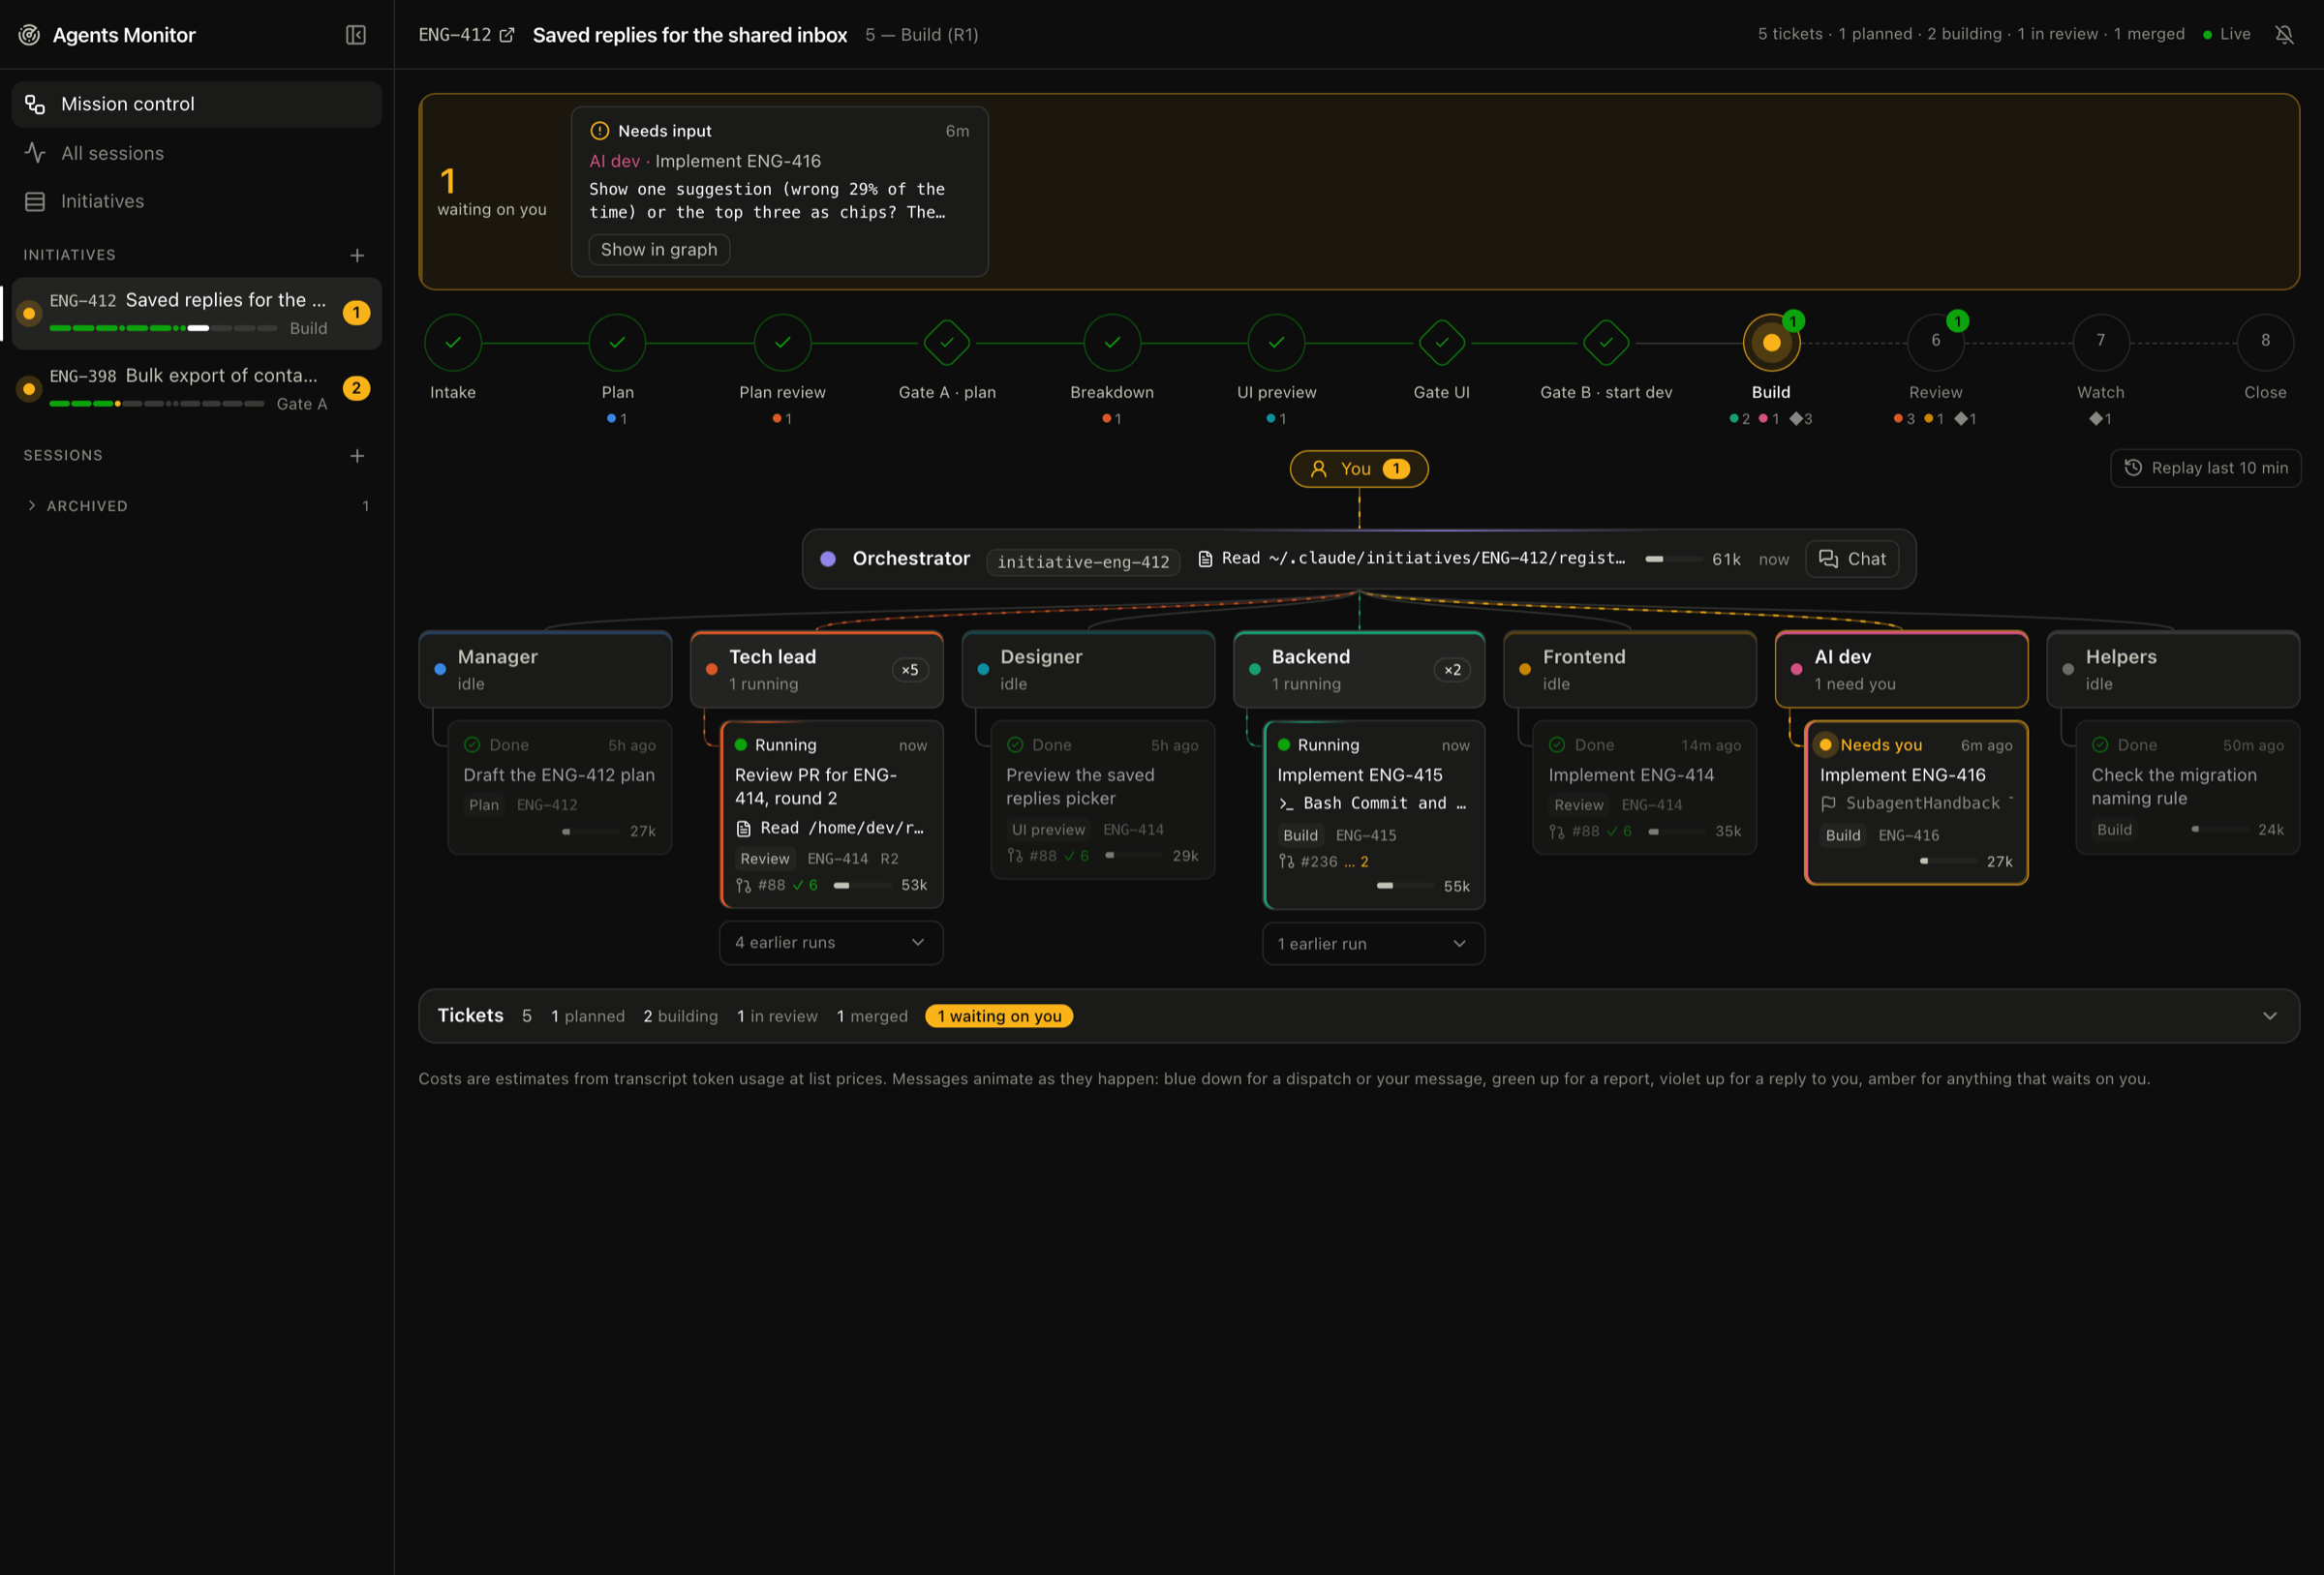 Agents Monitor
Mission control
All sessions
Initiatives
INITIATIVES
ENG-412 Saved replies for the ...
Build
1
ENG-398 Bulk export of conta...
Gate A
2
SESSIONS
ARCHIVED 1
ENG-412 Saved replies for the shared inbox 5 — Build (R1)
5 tickets · 1 planned · 2 building · 1 in review · 1 merged Live
1
waiting on you
Needs input 6m
AI dev · Implement ENG-416
Show one suggestion (wrong 29% of the
time) or the top three as chips? The…
Show in graph
1 1
6 7 8
Intake Plan Plan review Gate A · plan Breakdown UI preview Gate UI Gate B · start dev Build Review Watch Close
1 1 1 1 2 1 3 3 1 1 1
You 1
Replay last 10 min
Orchestrator initiative-eng-412 Read ~/.claude/initiatives/ENG-412/regist… 61k now Chat
Manager
idle
Done 5h ago
Draft the ENG-412 plan
Plan ENG-412
27k
Tech lead
1 running
×5
Running now
Review PR for ENG-
414, round 2
Read /home/dev/r…
Review ENG-414 R2
#88 ✓ 6 53k
4 earlier runs
Designer
idle
Done 5h ago
Preview the saved
replies picker
UI preview ENG-414
#88 ✓ 6 29k
Backend
1 running
×2
Running now
Implement ENG-415
Bash Commit and …
Build ENG-415
#236 … 2
55k
1 earlier run
Frontend
idle
Done 14m ago
Implement ENG-414
Review ENG-414
#88 ✓ 6 35k
AI dev
1 need you
Needs you 6m ago
Implement ENG-416
SubagentHandback
Build ENG-416
27k
Helpers
idle
Done 50m ago
Check the migration
naming rule
Build 24k
Tickets 5 1 planned 2 building 1 in review 1 merged 1 waiting on you
Costs are estimates from transcript token usage at list prices. Messages animate as they happen: blue down for a dispatch or your message, green up for a report, violet up for a reply to you, amber for anything that waits on you.